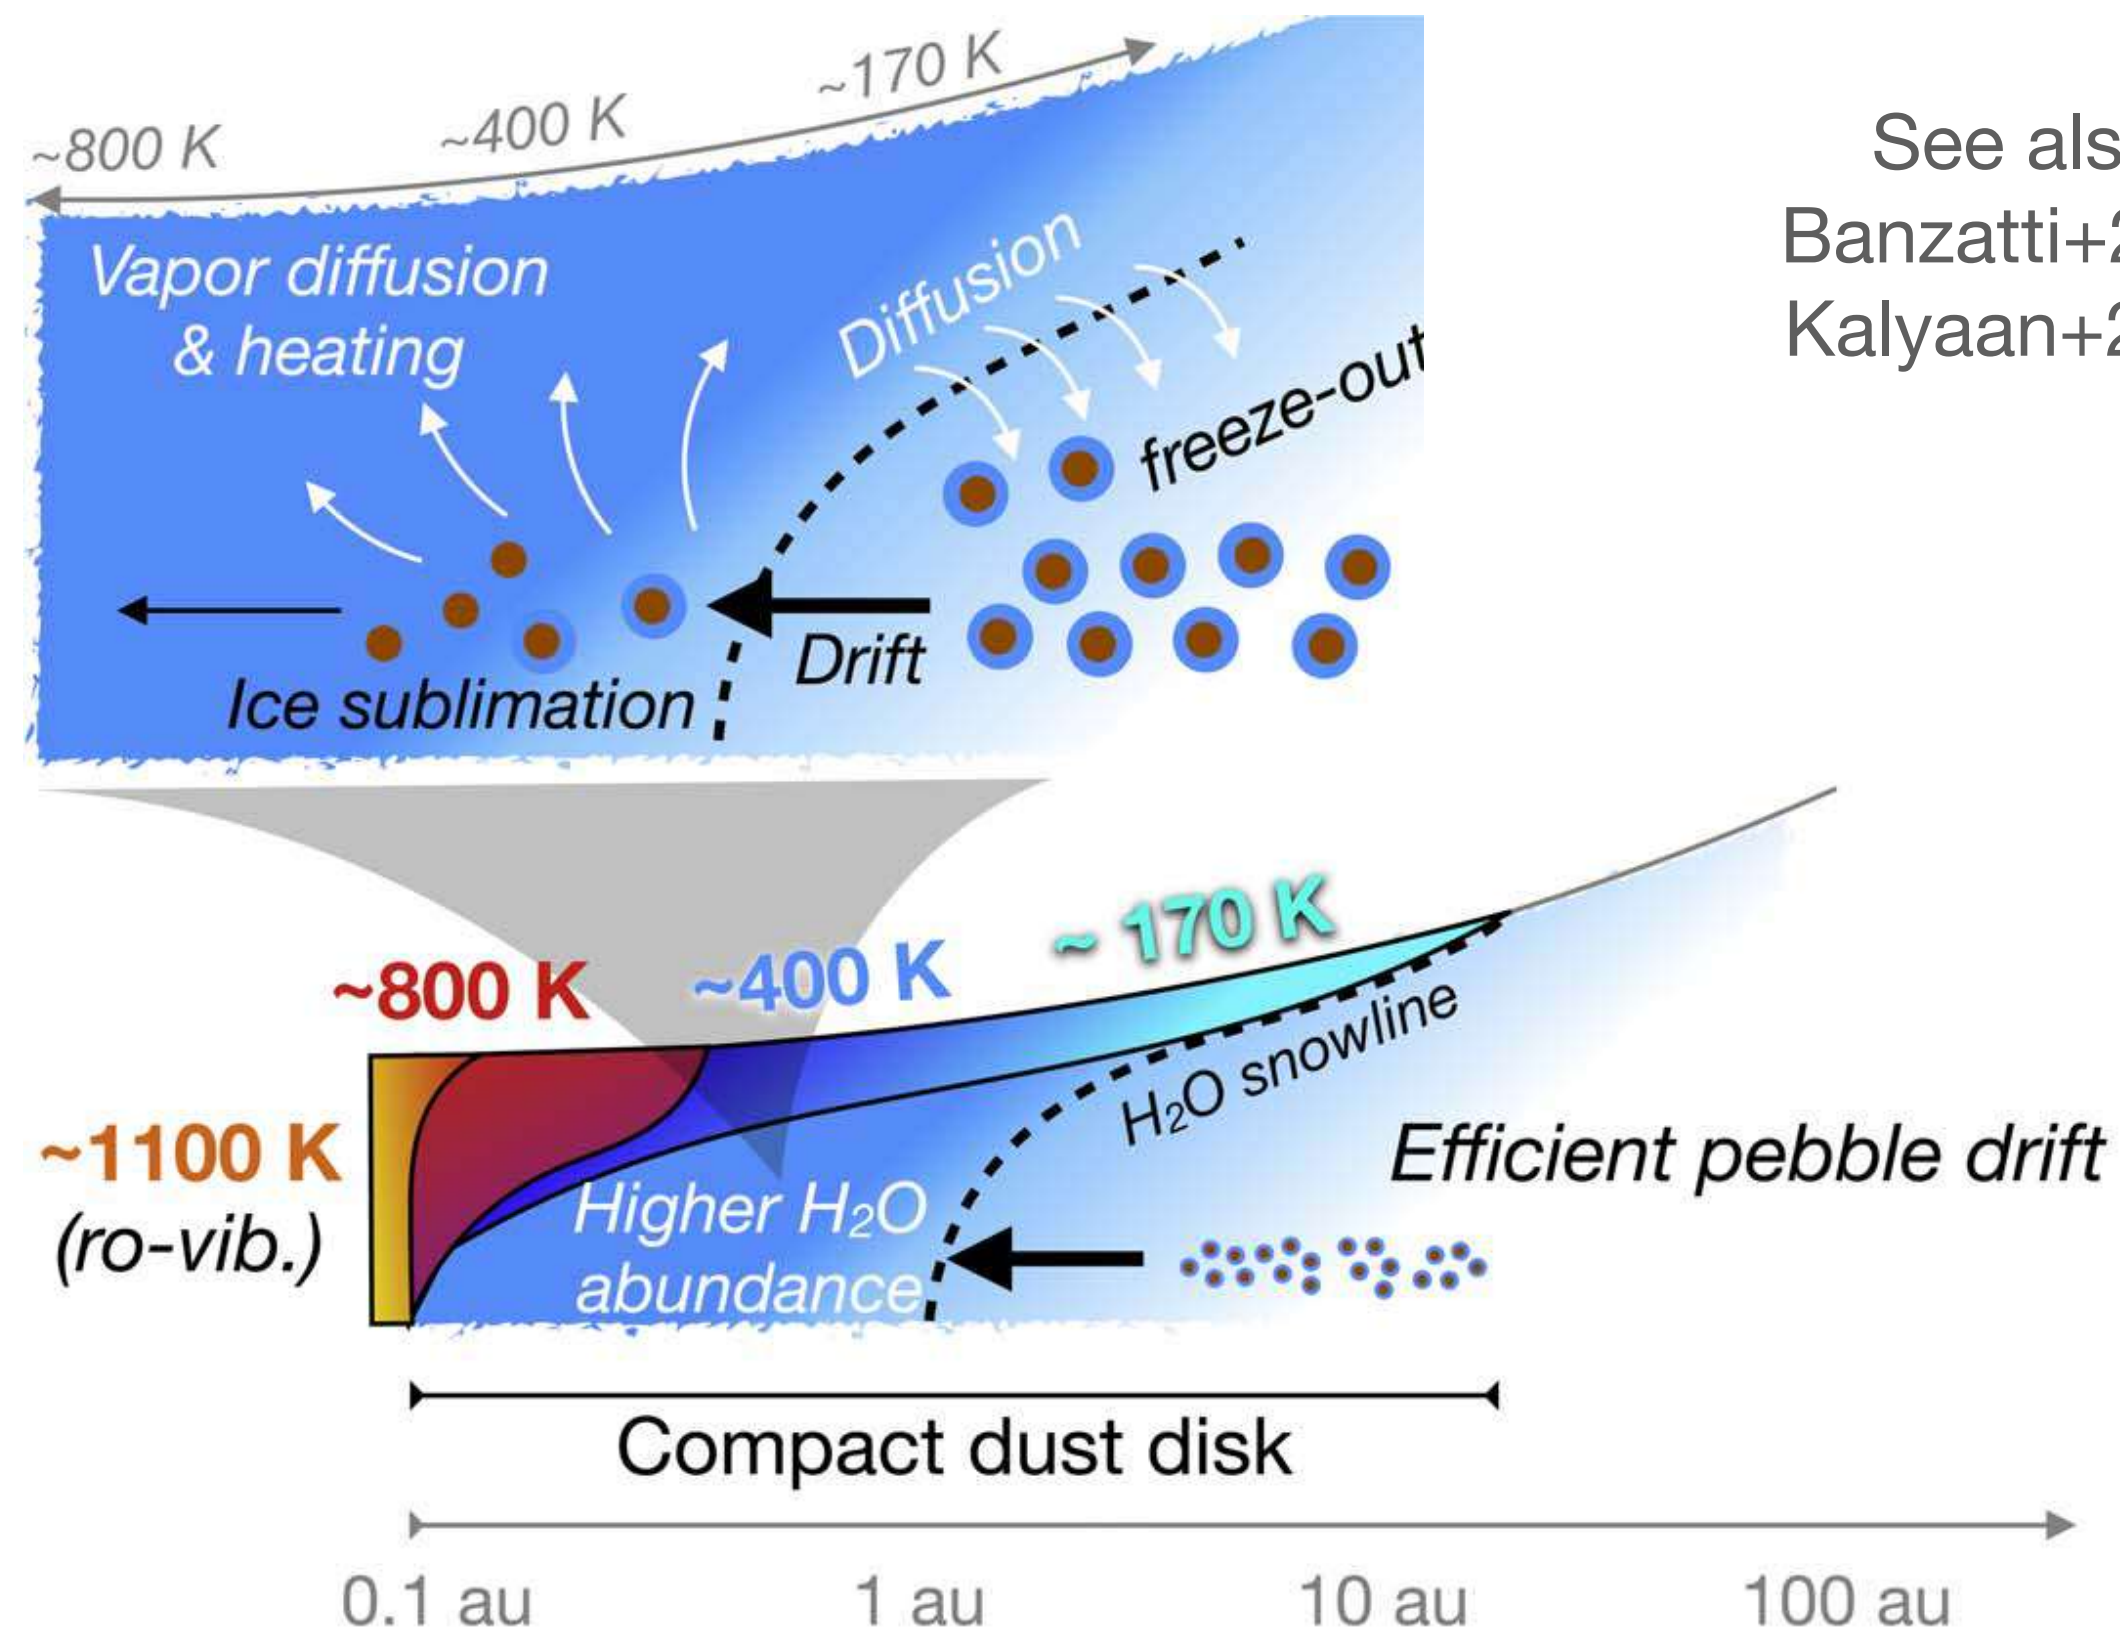 ~800 K
~400 K
~170 K
See als
Banzatti+2
Kalyaan+2
Vapor diffusion
& heating
Diffusion
freeze-out
Drift
Ice sublimation
~800 K
~400 K
~ 170 K
H₂O snowline
~1100 K
(ro-vib.)
Higher H₂O
abundance
Efficient pebble drift
Compact dust disk
0.1 au
1 au
10 au
100 au